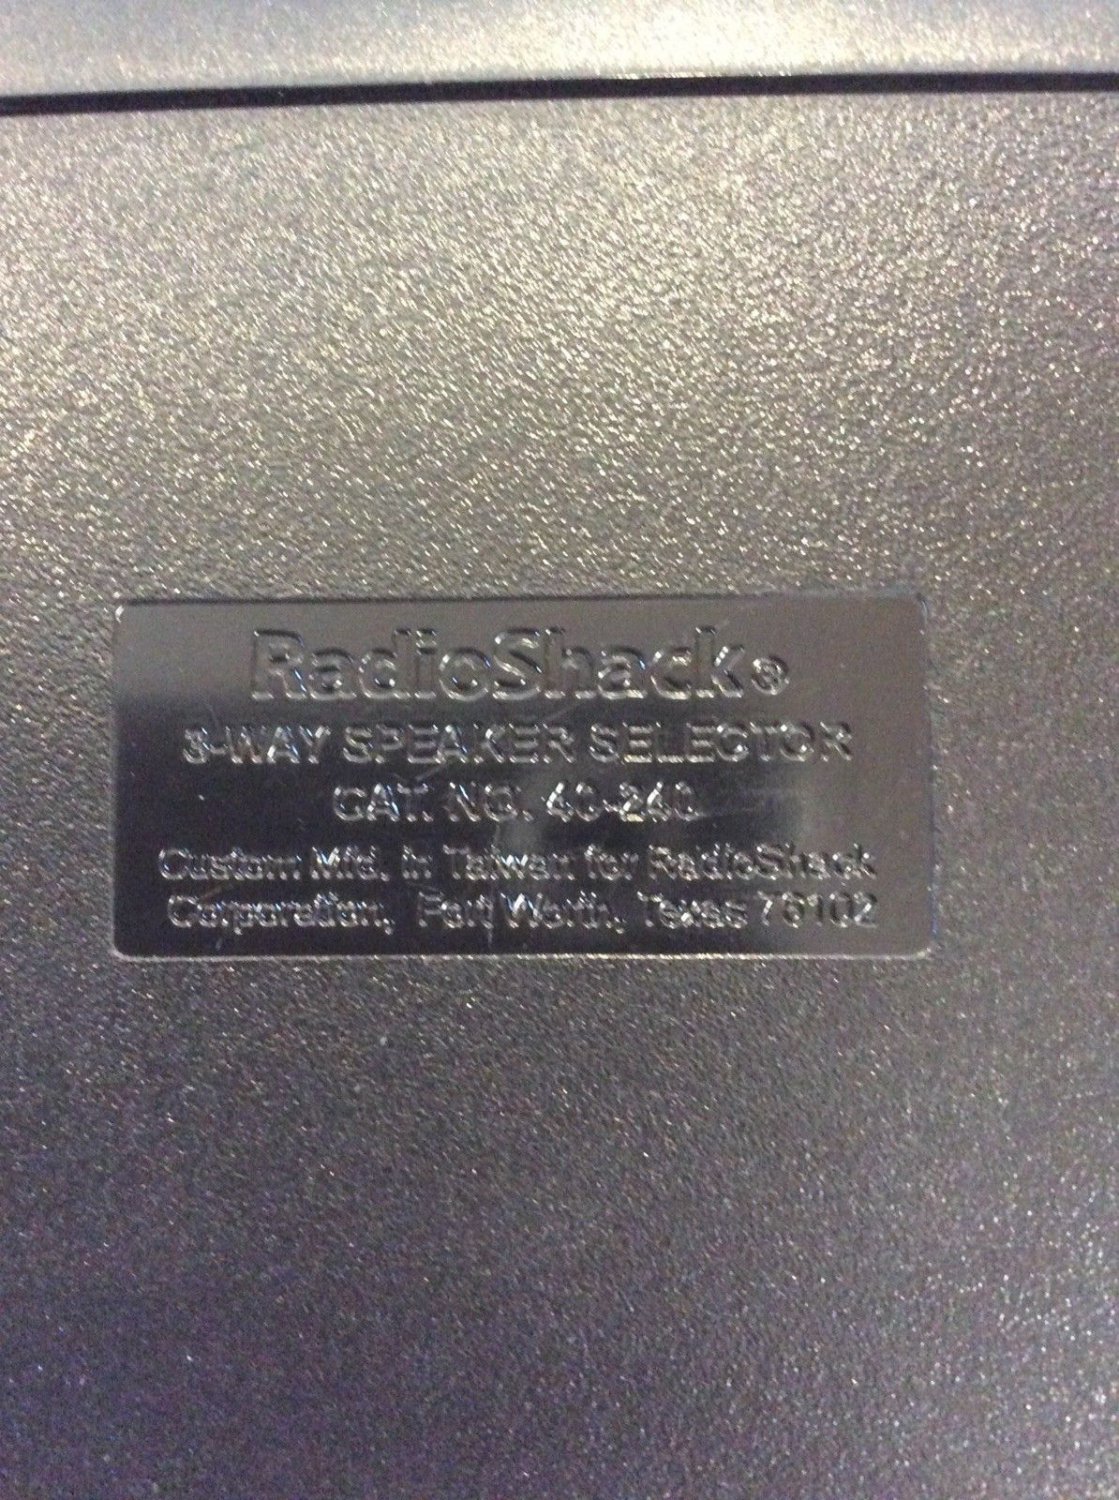 RadioShack®
3-WAY SPEAKER SELECTOR
CAT. NO. 40-240
Custom Mfd. in Taiwan for RadioShack
Corporation, Fort Worth, Texas 76102